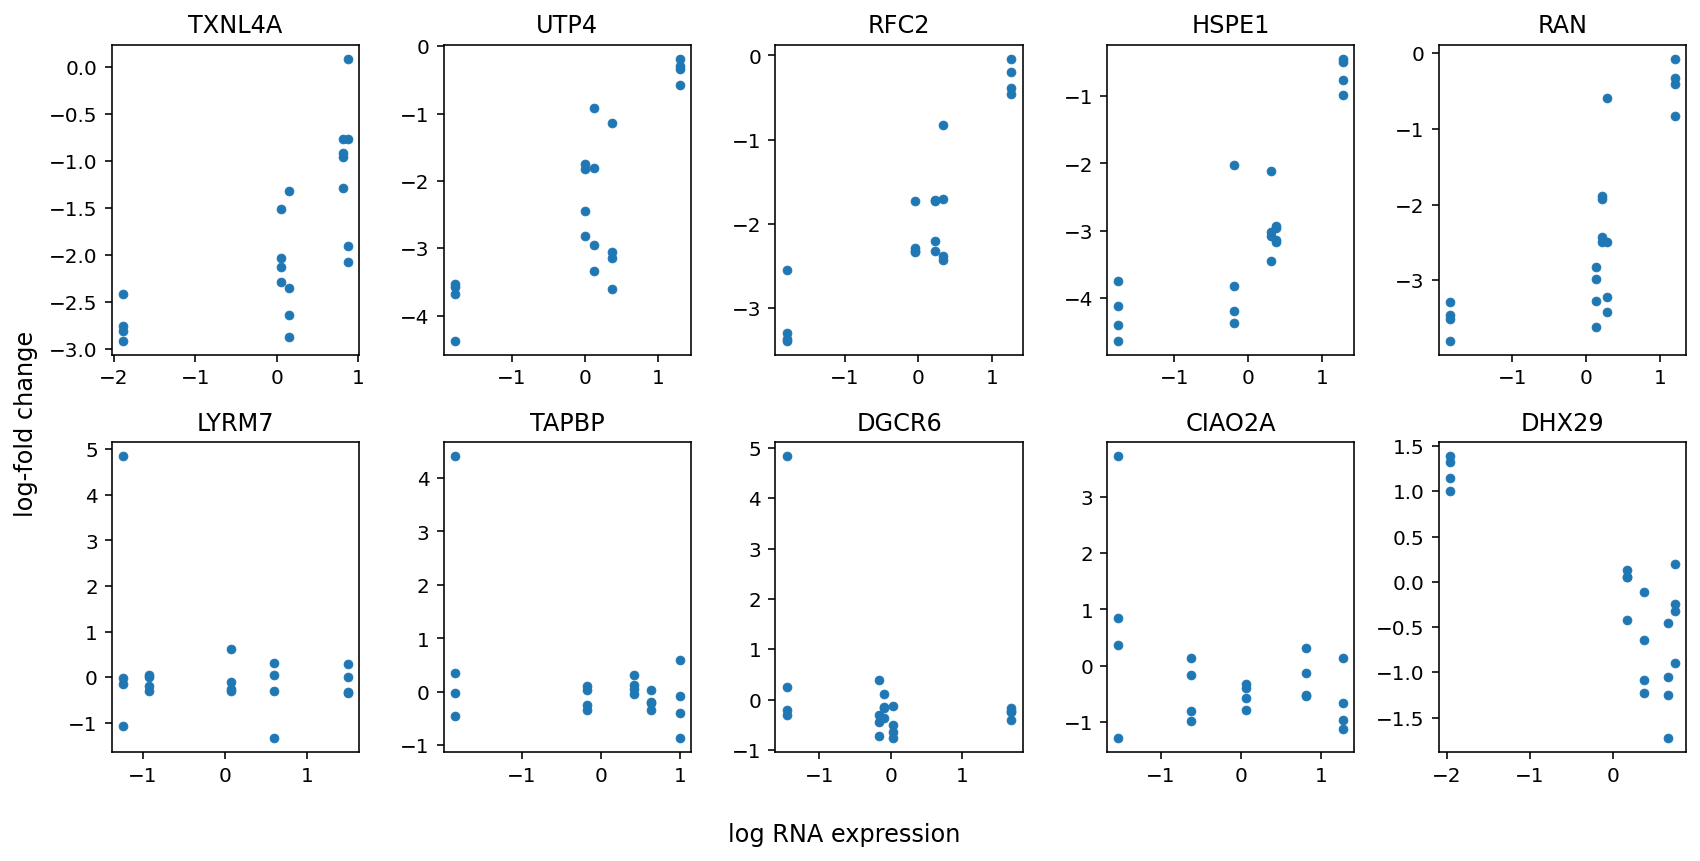 TXNL4A UTP4 RFC2 HSPE1 RAN
0.0 −0.5 −1.0 −1.5 −2.0 −2.5 −3.0
−2 −1 0 1
0 −1 −2 −3 −4
−1 0 1
0 −1 −2 −3
−1 0 1
−1 −2 −3 −4
−1 0 1
0 −1 −2 −3
−1 0 1
log-fold change
LYRM7 TAPBP DGCR6 CIAO2A DHX29
5 4 3 2 1 0 −1
−1 0 1
4 3 2 1 0 −1
−1 0 1
5 4 3 2 1 0 −1
−1 0 1
3 2 1 0 −1
−1 0 1
1.5 1.0 0.5 0.0 −0.5 −1.0 −1.5
−2 −1 0
log RNA expression